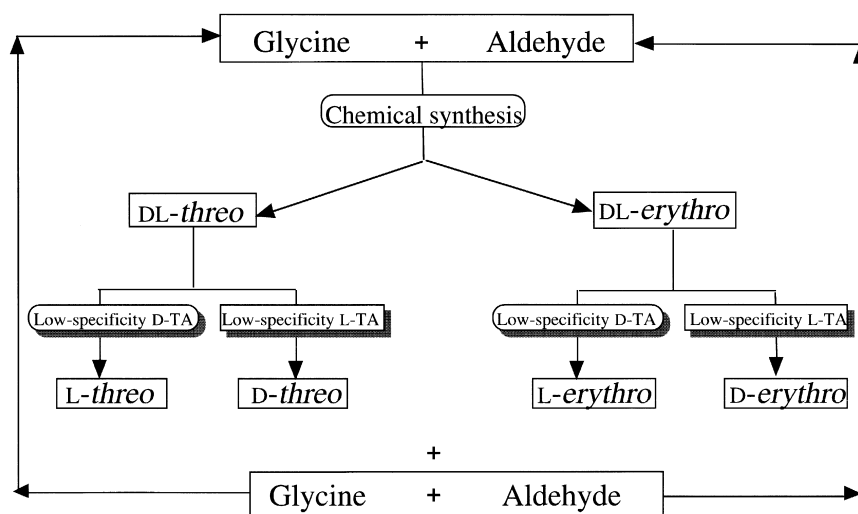 Glycine + Aldehyde
Chemical synthesis
DL-threo DL-erythro
Low-specificity D-TA Low-specificity L-TA Low-specificity D-TA Low-specificity L-TA
L-threo D-threo L-erythro D-erythro
+
Glycine + Aldehyde